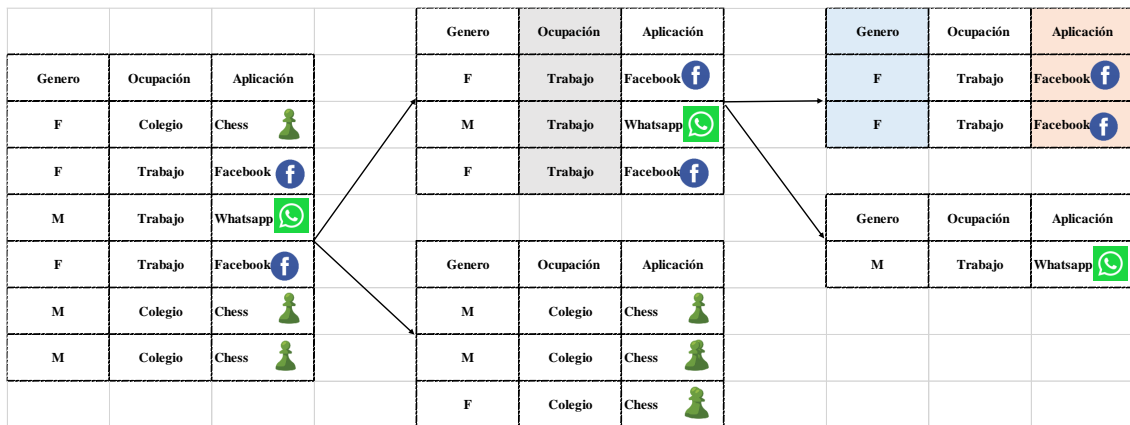 Genero Ocupación Aplicación
F Colegio Chess
F Trabajo Facebook
M Trabajo Whatsapp
F Trabajo Facebook
M Colegio Chess
M Colegio Chess
Genero Ocupación Aplicación
F Trabajo Facebook
M Trabajo Whatsapp
F Trabajo Facebook
Genero Ocupación Aplicación
M Colegio Chess
M Colegio Chess
F Colegio Chess
Genero Ocupación Aplicación
F Trabajo Facebook
F Trabajo Facebook
Genero Ocupación Aplicación
M Trabajo Whatsapp